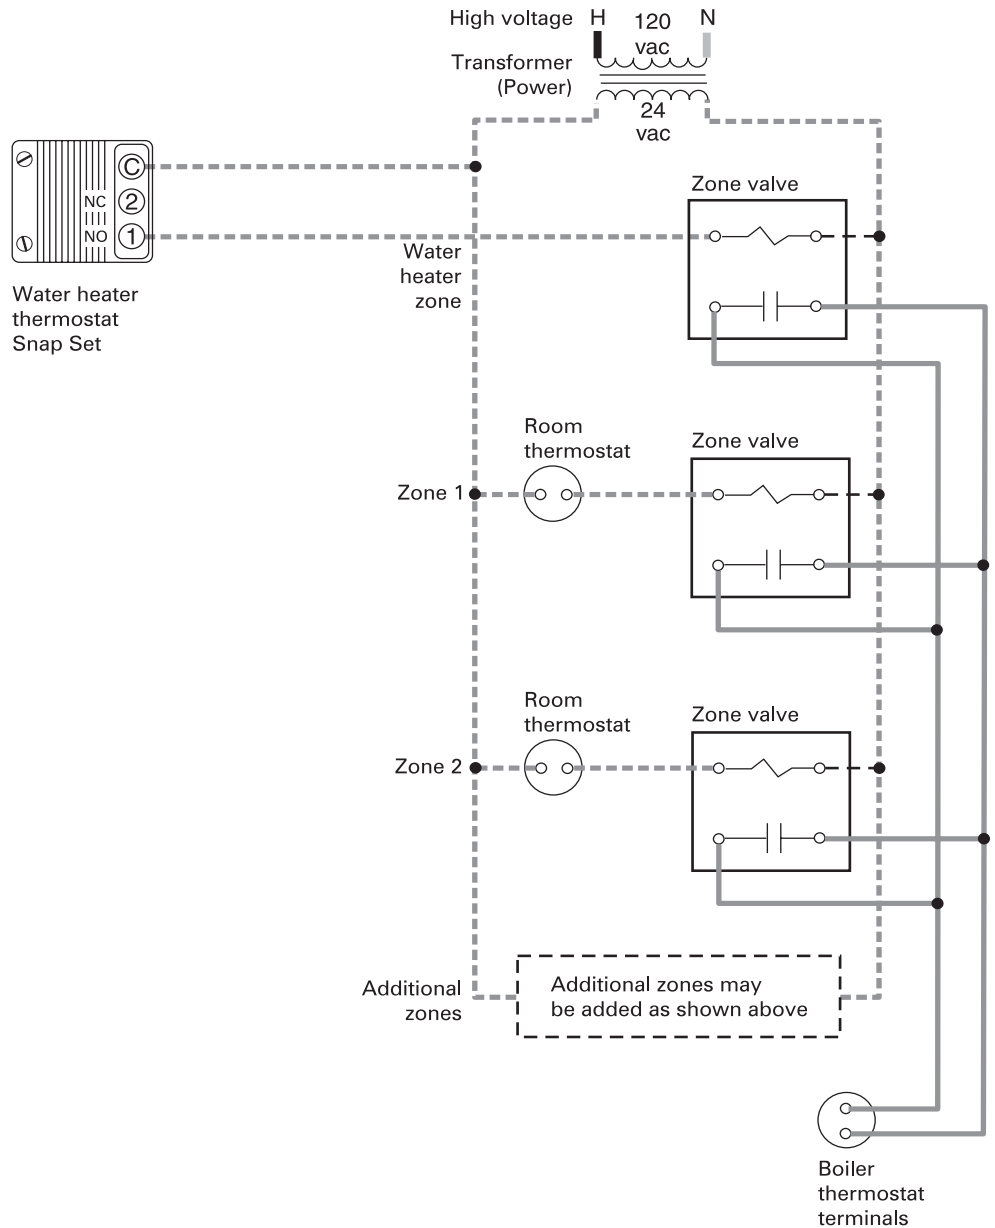 High voltage
H
120
vac
N
Transformer
(Power)
24
vac
C
NC
2
NO
1
Water heater
thermostat
Snap Set
Water
heater
zone
Zone valve
Room
thermostat
Zone valve
Zone 1
Room
thermostat
Zone valve
Zone 2
Additional
zones
Additional zones may
be added as shown above
Boiler
thermostat
terminals